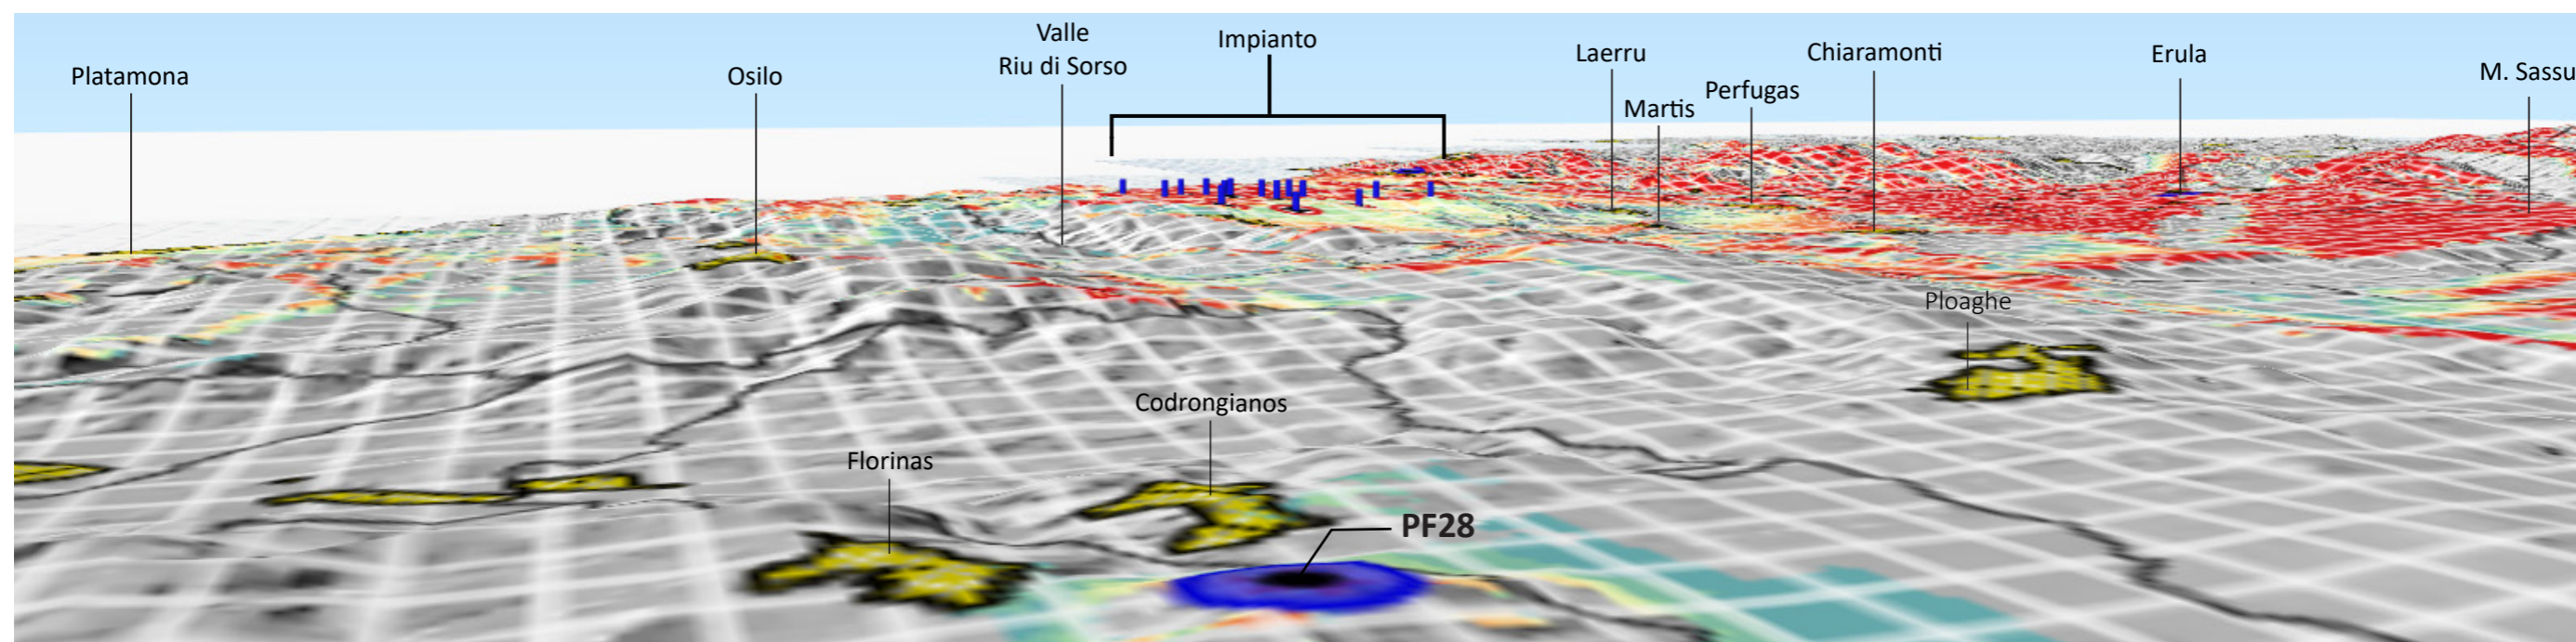 Platamona
Osilo
Valle
Riu di Sorso
Impianto
Laerru
Martis
Perfugas
Chiaramonti
Erula
M. Sassu
Ploaghe
Codrongianos
Florinas
PF28